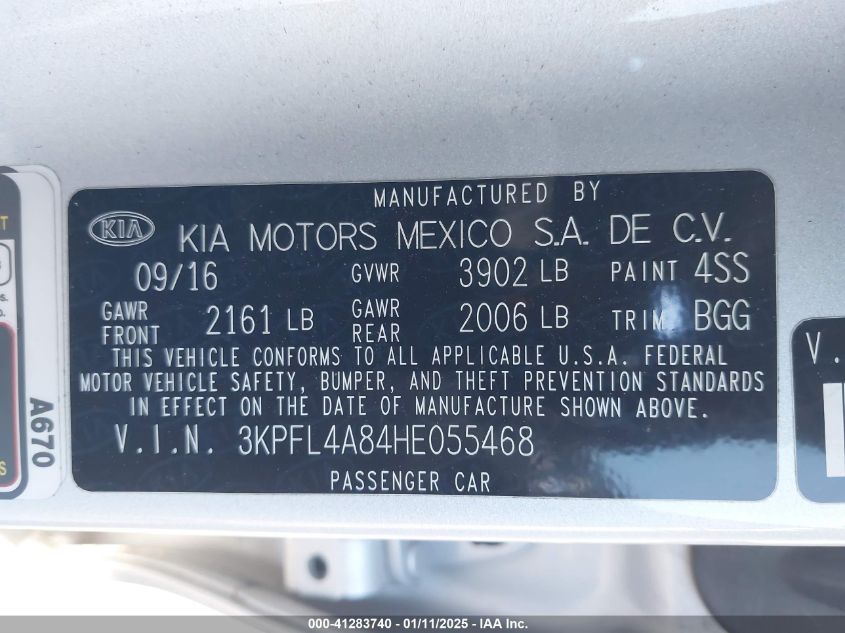 MANUFACTURED BY
KIA KIA MOTORS MEXICO S.A. DE C.V.
09/16 GVWR 3902 LB PAINT 4SS
GAWR FRONT 2161 LB GAWR REAR 2006 LB TRIM BGG
THIS VEHICLE CONFORMS TO ALL APPLICABLE U.S.A. FEDERAL
MOTOR VEHICLE SAFETY, BUMPER, AND THEFT PREVENTION STANDARDS
IN EFFECT ON THE DATE OF MANUFACTURE SHOWN ABOVE.
V.I.N. 3KPFL4A84HE055468
PASSENGER CAR
A670
V.
000-41283740 - 01/11/2025 - IAA Inc.